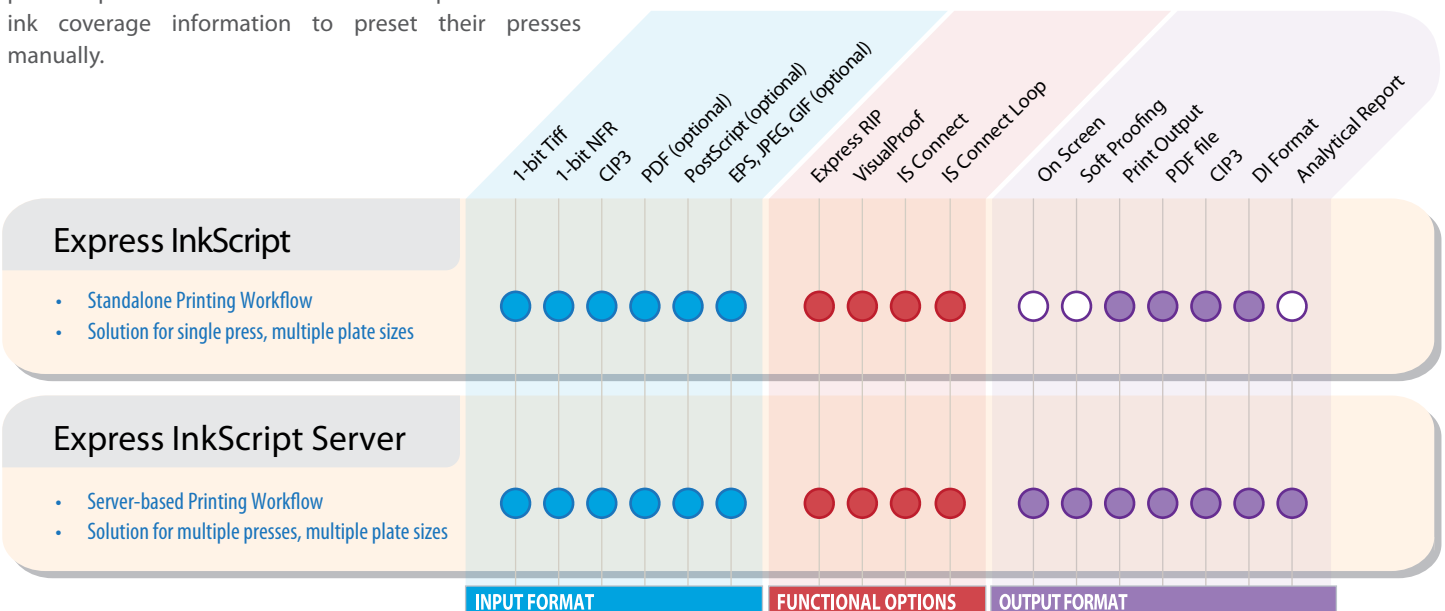 ink coverage information to preset their presses
manually.
1-bit Tiff
1-bit NFR
CIP3
PDF (optional)
PostScript (optional)
EPS, JPEG, GIF (optional)
Express RIP
VisualProof
IS Connect
IS Connect Loop
On Screen
Soft Proofing
Print Output
PDF file
CIP3
DI Format
Analytical Report
Express InkScript
• Standalone Printing Workflow
• Solution for single press, multiple plate sizes
Express InkScript Server
• Server-based Printing Workflow
• Solution for multiple presses, multiple plate sizes
INPUT FORMAT
FUNCTIONAL OPTIONS
OUTPUT FORMAT